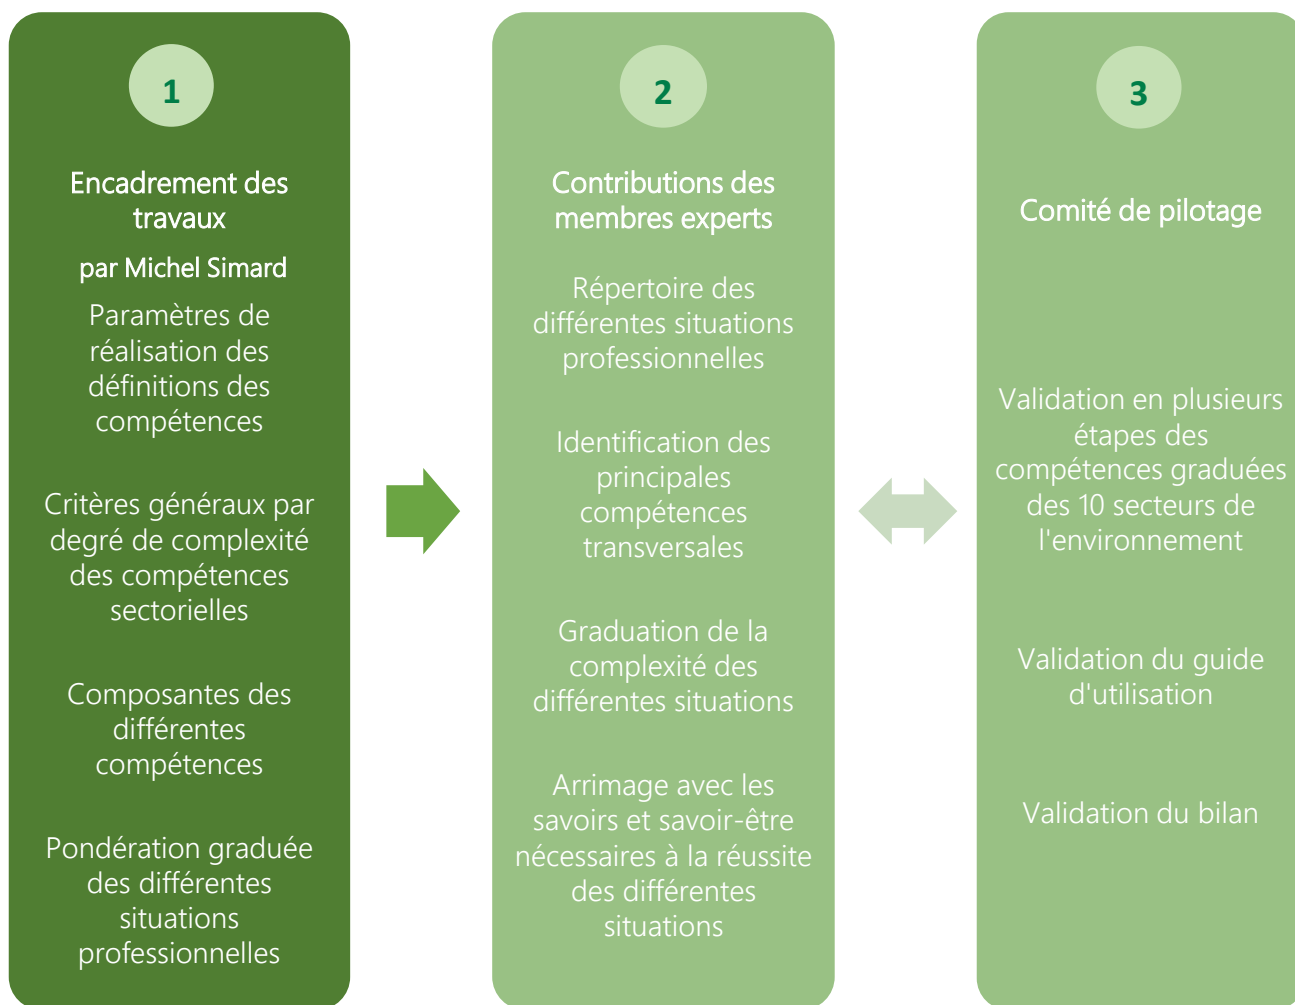 1
Encadrement des
travaux
par Michel Simard
Paramètres de
réalisation des
définitions des
compétences
Critères généraux par
degré de complexité
des compétences
sectorielles
Composantes des
différentes
compétences
Pondération graduée
des différentes
situations
professionnelles
2
Contributions des
membres experts
Répertoire des
différentes situations
professionnelles
Identification des
principales
compétences
transversales
Graduation de la
complexité des
différentes situations
Arrimage avec les
savoirs et savoir-être
nécessaires à la réussite
des différentes
situations
3
Comité de pilotage
Validation en plusieurs
étapes des
compétences graduées
des 10 secteurs de
l'environnement
Validation du guide
d'utilisation
Validation du bilan